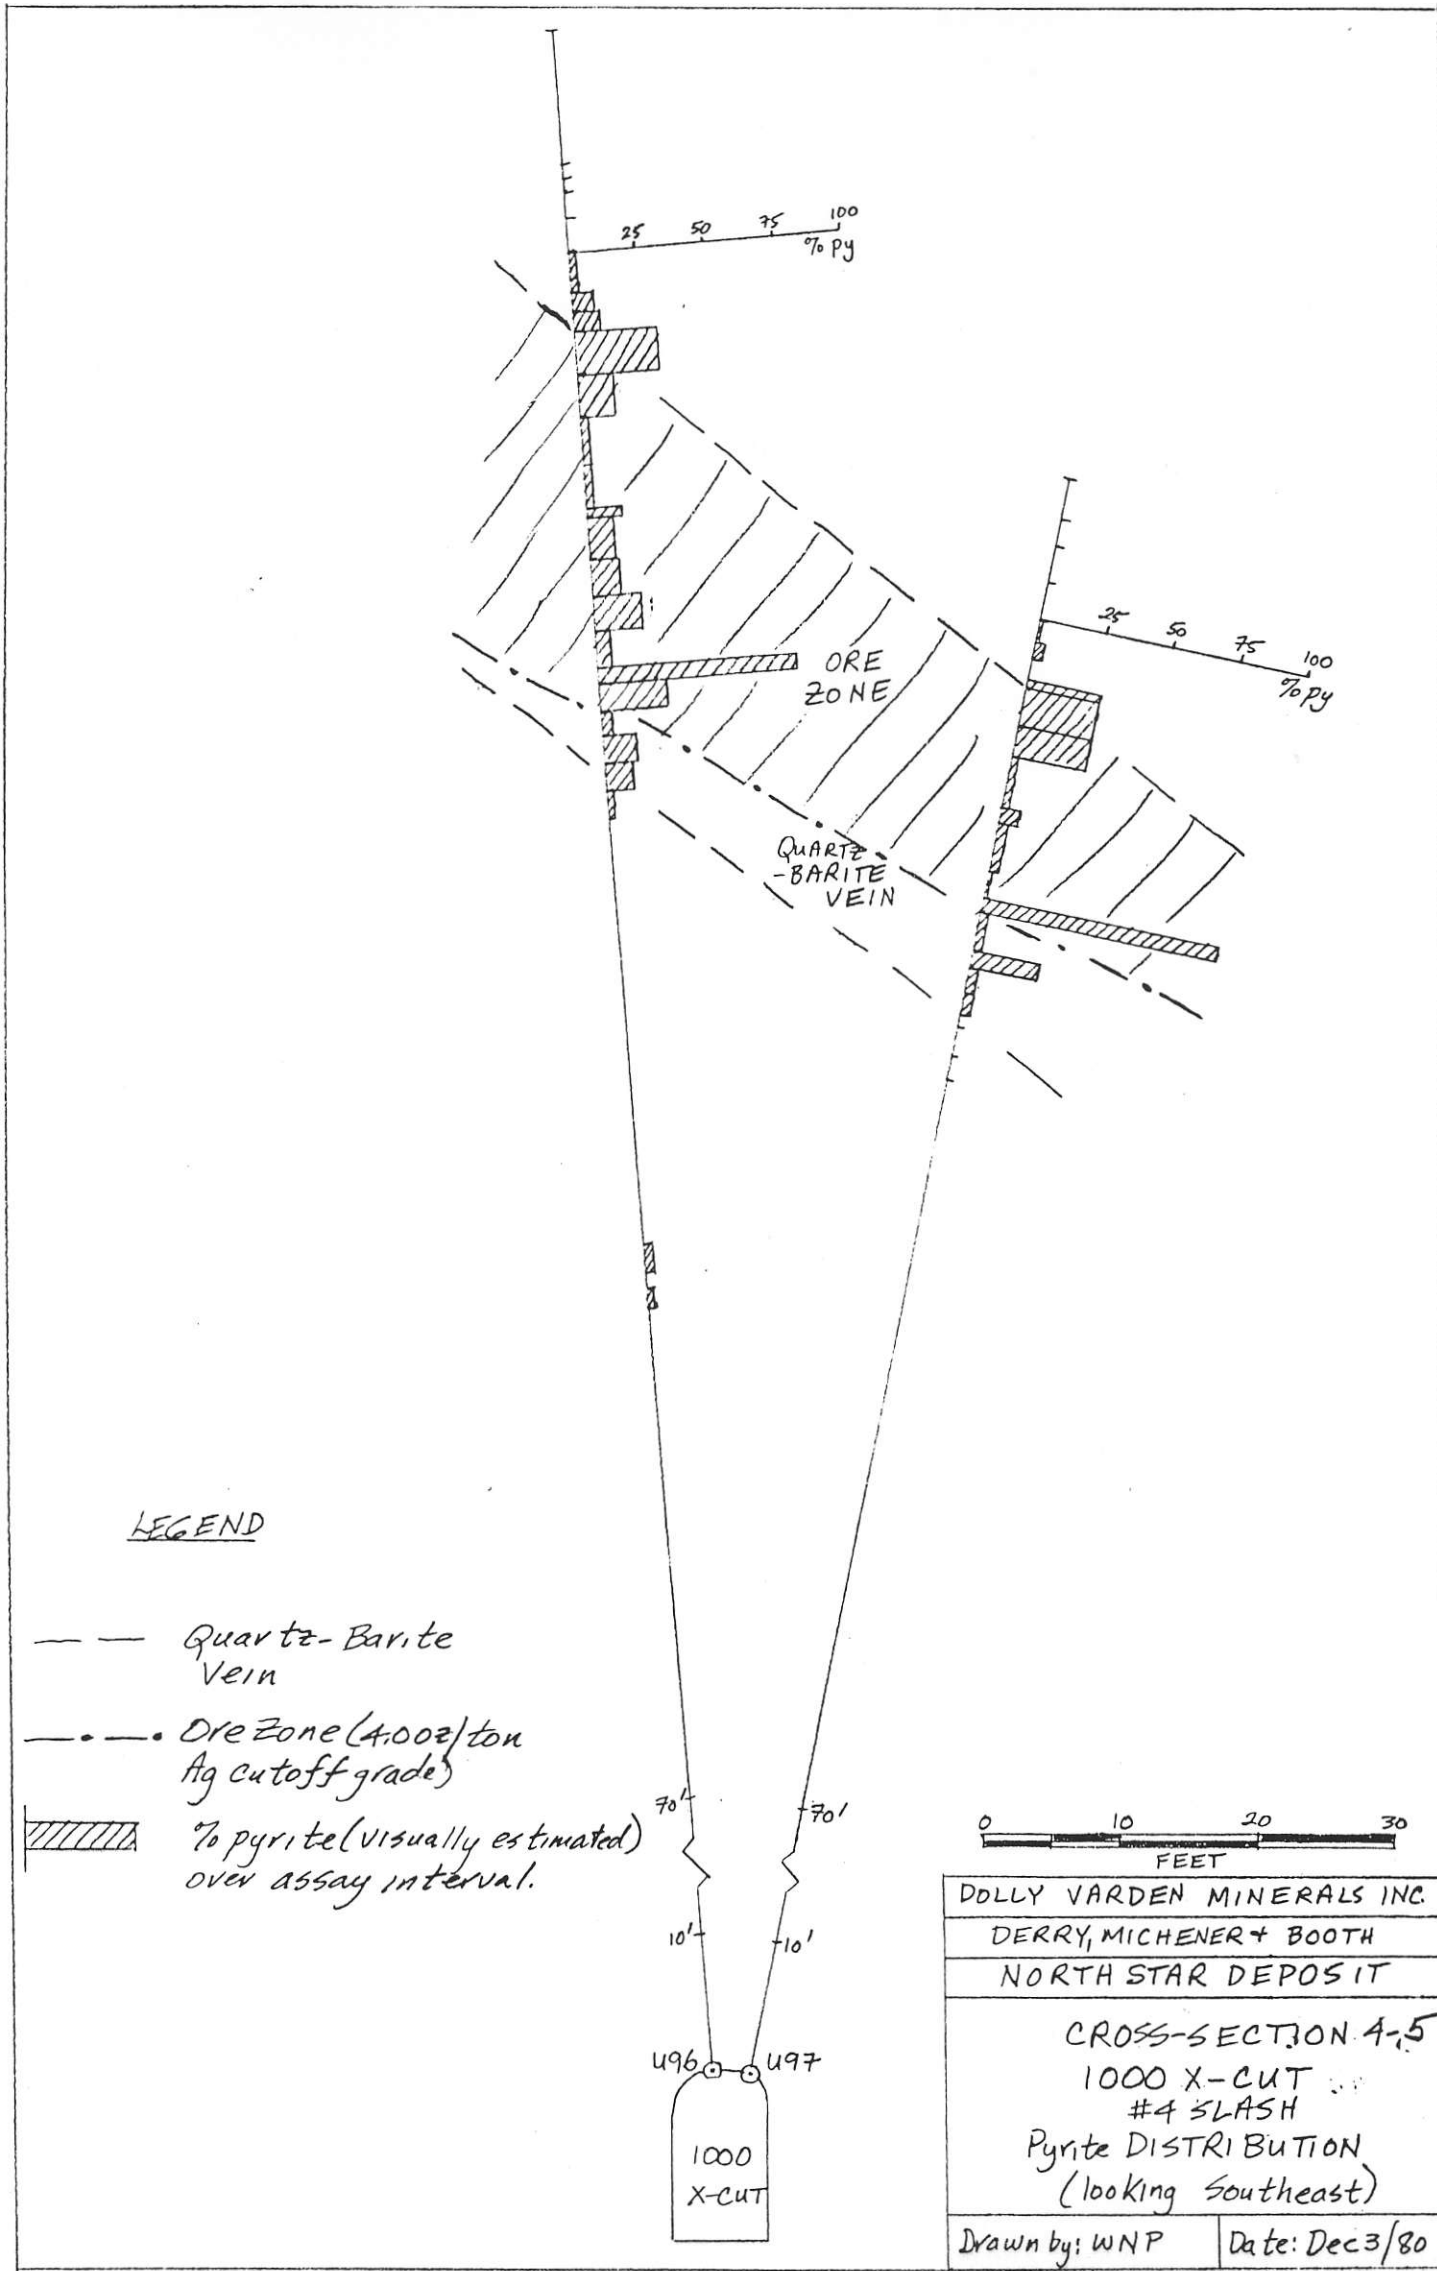 25 50 75 100
% Py
25 50 75 100
% Py
ORE
ZONE
QUARTZ
-BARITE
VEIN
LEGEND
Quartz-Barite
Vein
Ore Zone (4.00z/ton
Ag cutoff grade)
% pyrite (visually estimated)
over assay interval.
70' 70'
10' 10'
U96 U97
1000
X-CUT
0 10 20 30
FEET
DOLLY VARDEN MINERALS INC.
DERRY, MICHENER + BOOTH
NORTH STAR DEPOSIT
CROSS-SECTION 4-5
1000 X-CUT
#4 SLASH
Pyrite DISTRIBUTION
(looking Southeast)
Drawn by: WNP Date: Dec 3/80